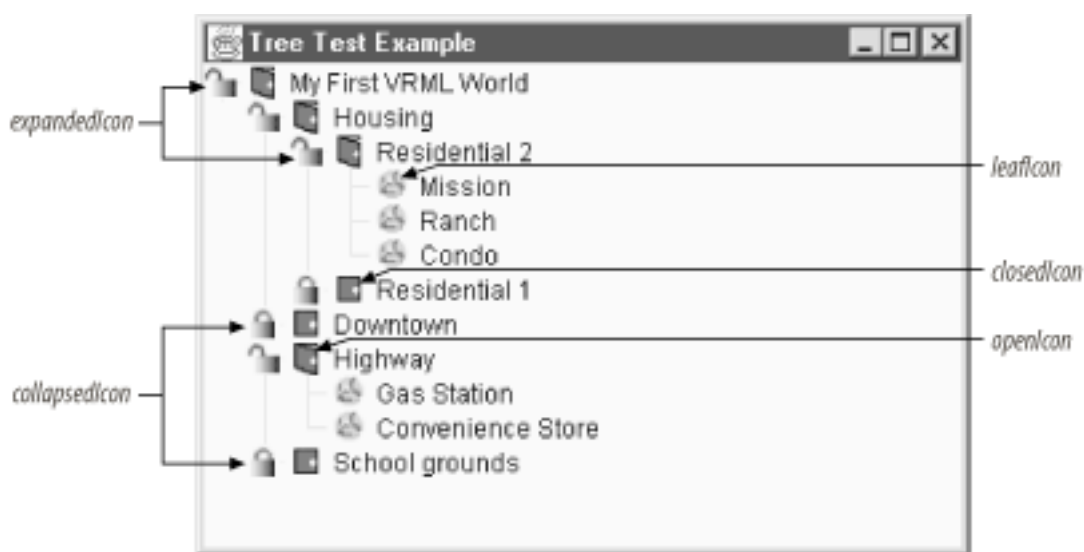 Tree Test Example
My First VRML World
Housing
expandedIcon
Residential 2
leafIcon
Mission
Ranch
Condo
closedIcon
Residential 1
Downtown
openIcon
Highway
collapsedIcon
Gas Station
Convenience Store
School grounds